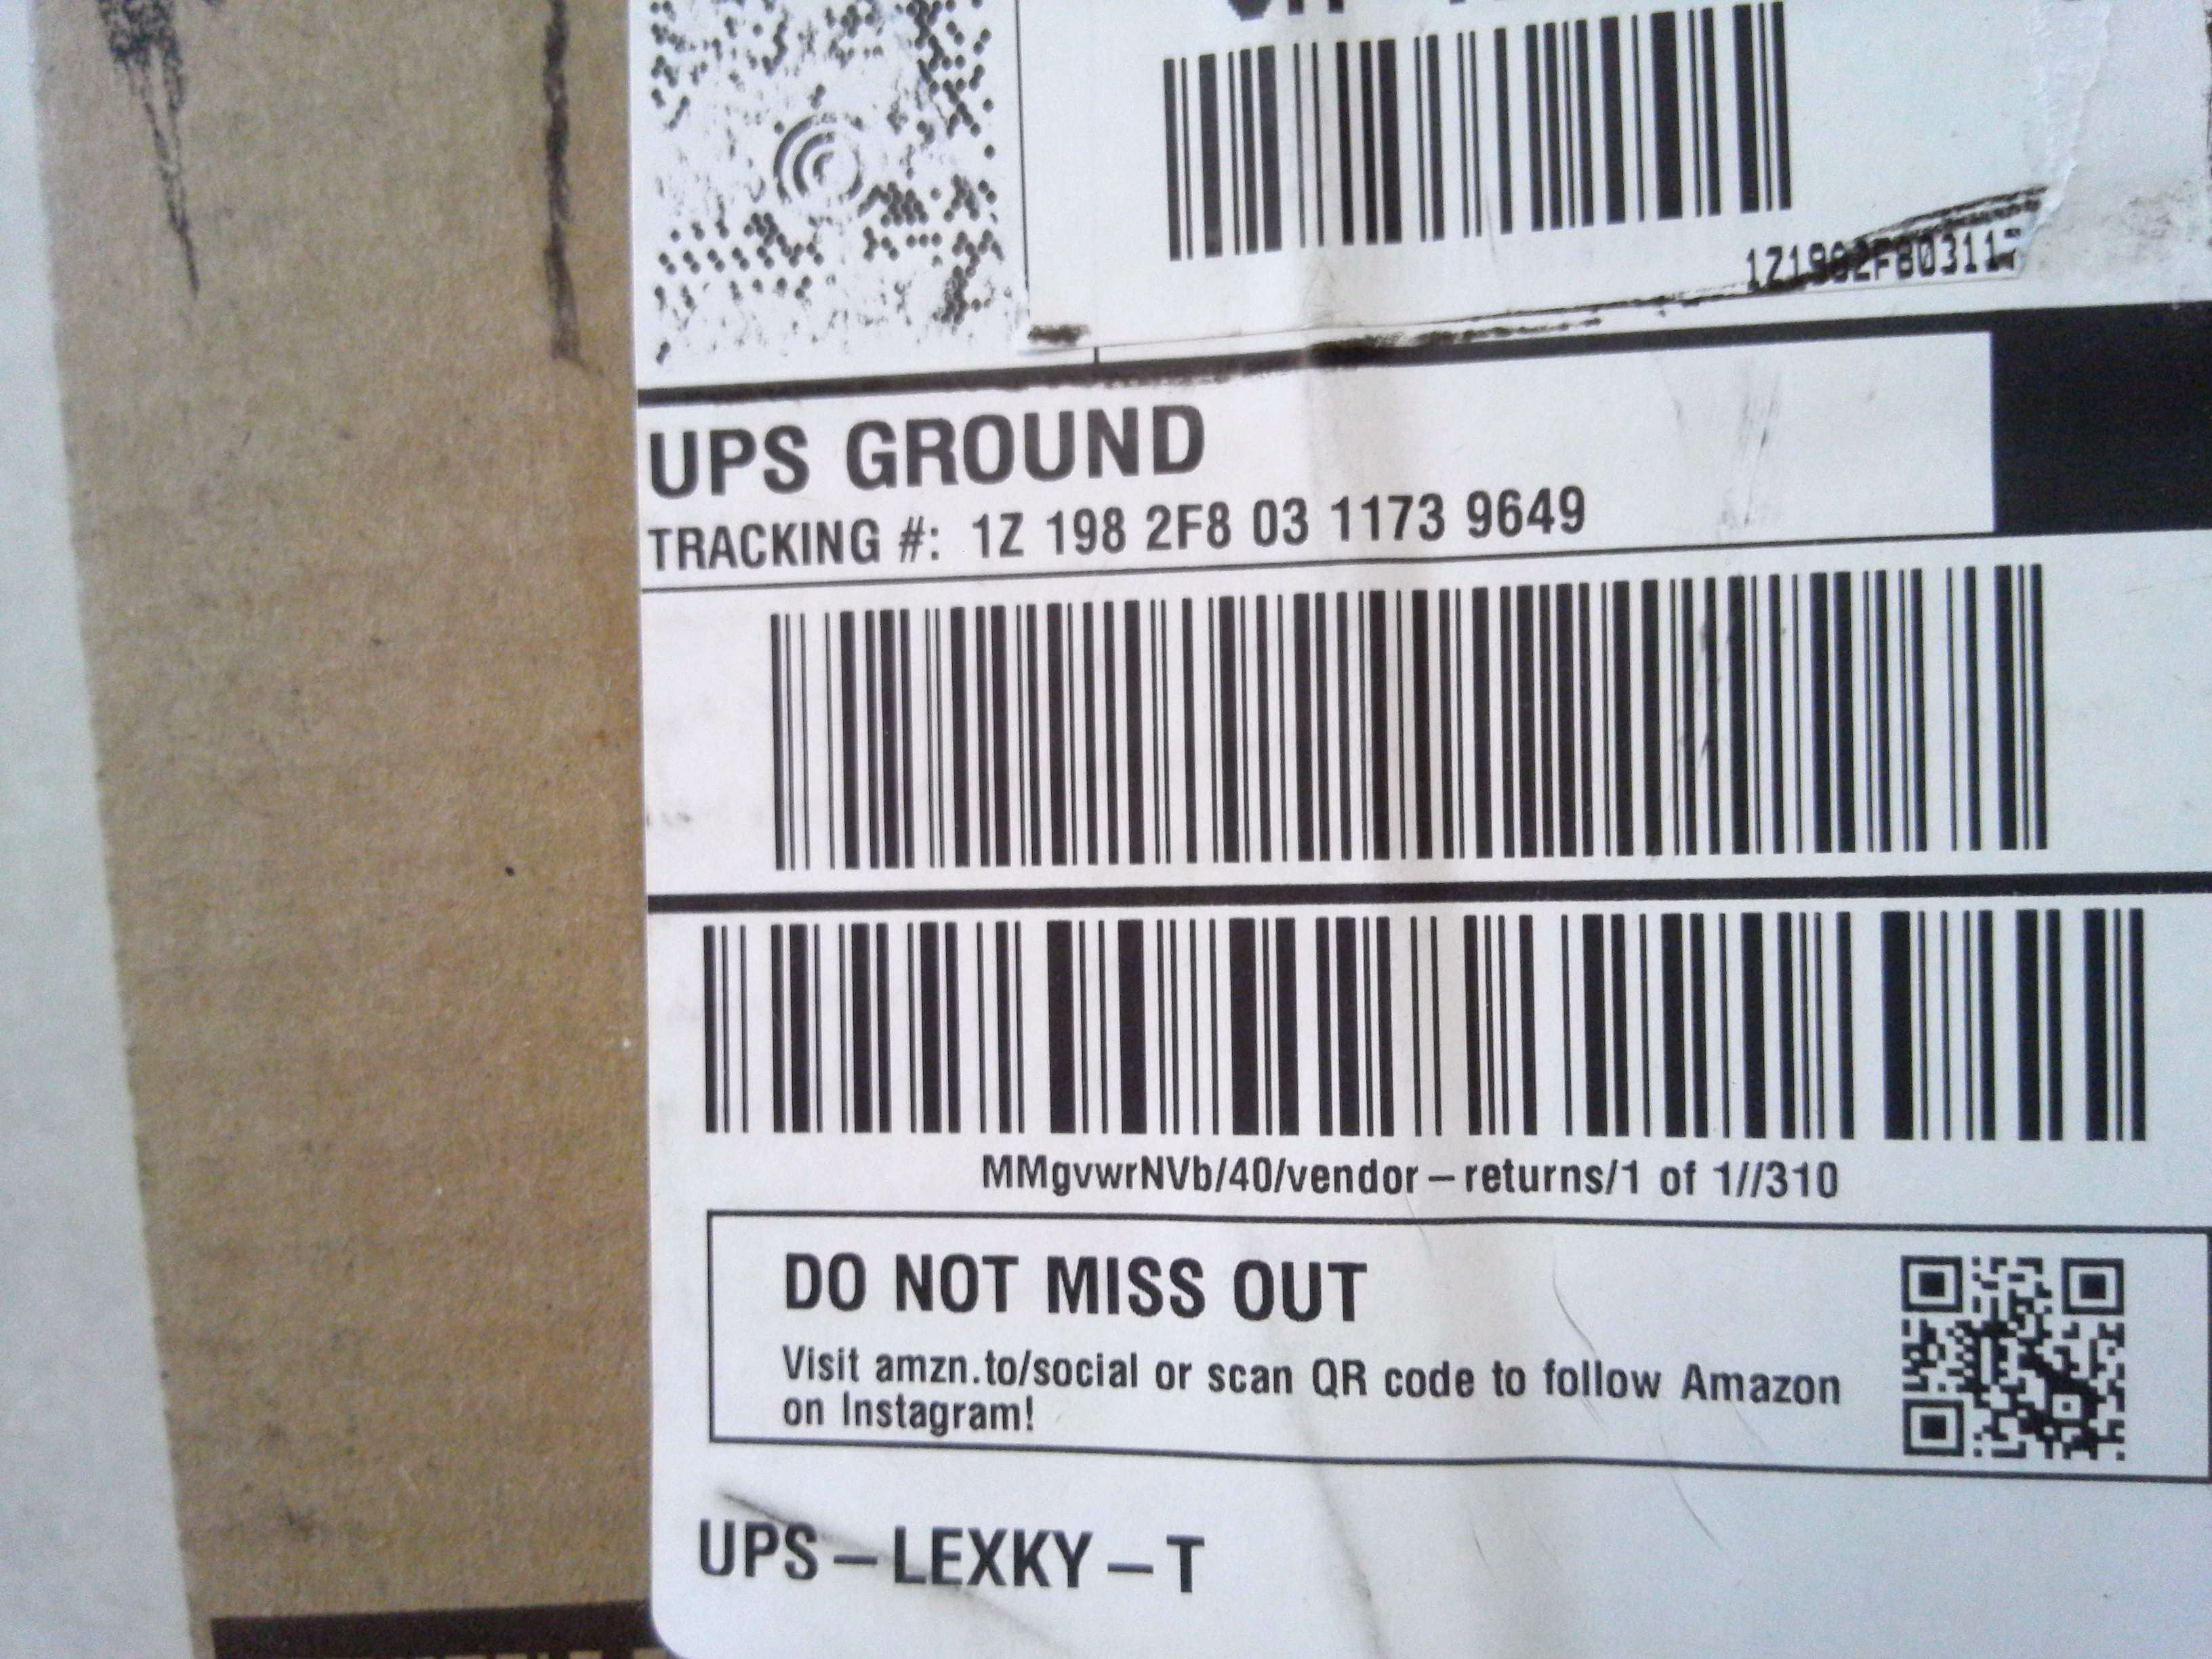 UPS GROUND
TRACKING #: 1Z 198 2F8 03 1173 9649
MMgvwrNVb/40/vendor-returns/1 of 1//310
DO NOT MISS OUT
Visit amzn.to/social or scan QR code to follow Amazon
on Instagram!
UPS-LEXKY-T